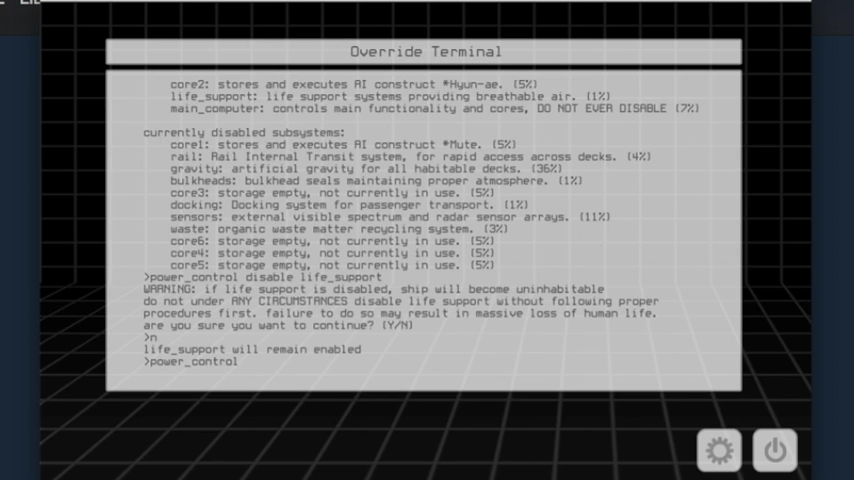 Override Terminal
core2: stores and executes AI construct *Hyun-ae. (5%)
life_support: life support systems providing breathable air. (1%)
main_computer: controls main functionality and cores, DO NOT EVER DISABLE (7%)
currently disabled subsystems:
core1: stores and executes AI construct *Mute. (5%)
rail: Rail Internal Transit system, for rapid access across decks. (4%)
gravity: artificial gravity for all habitable decks. (36%)
bulkheads: bulkhead seals maintaining proper atmosphere. (1%)
core3: storage empty, not currently in use. (5%)
docking: Docking system for passenger transport. (1%)
sensors: external visible spectrum and radar sensor arrays. (11%)
waste: organic waste matter recycling system. (3%)
core6: storage empty, not currently in use. (5%)
core4: storage empty, not currently in use. (5%)
core5: storage empty, not currently in use. (5%)
>power_control disable life_support
WARNING: if life support is disabled, ship will become uninhabitable
do not under ANY CIRCUMSTANCES disable life support without following proper
procedures first. failure to do so may result in massive loss of human life.
are you sure you want to continue? (Y/N)
>n
life_support will remain enabled
>power_control